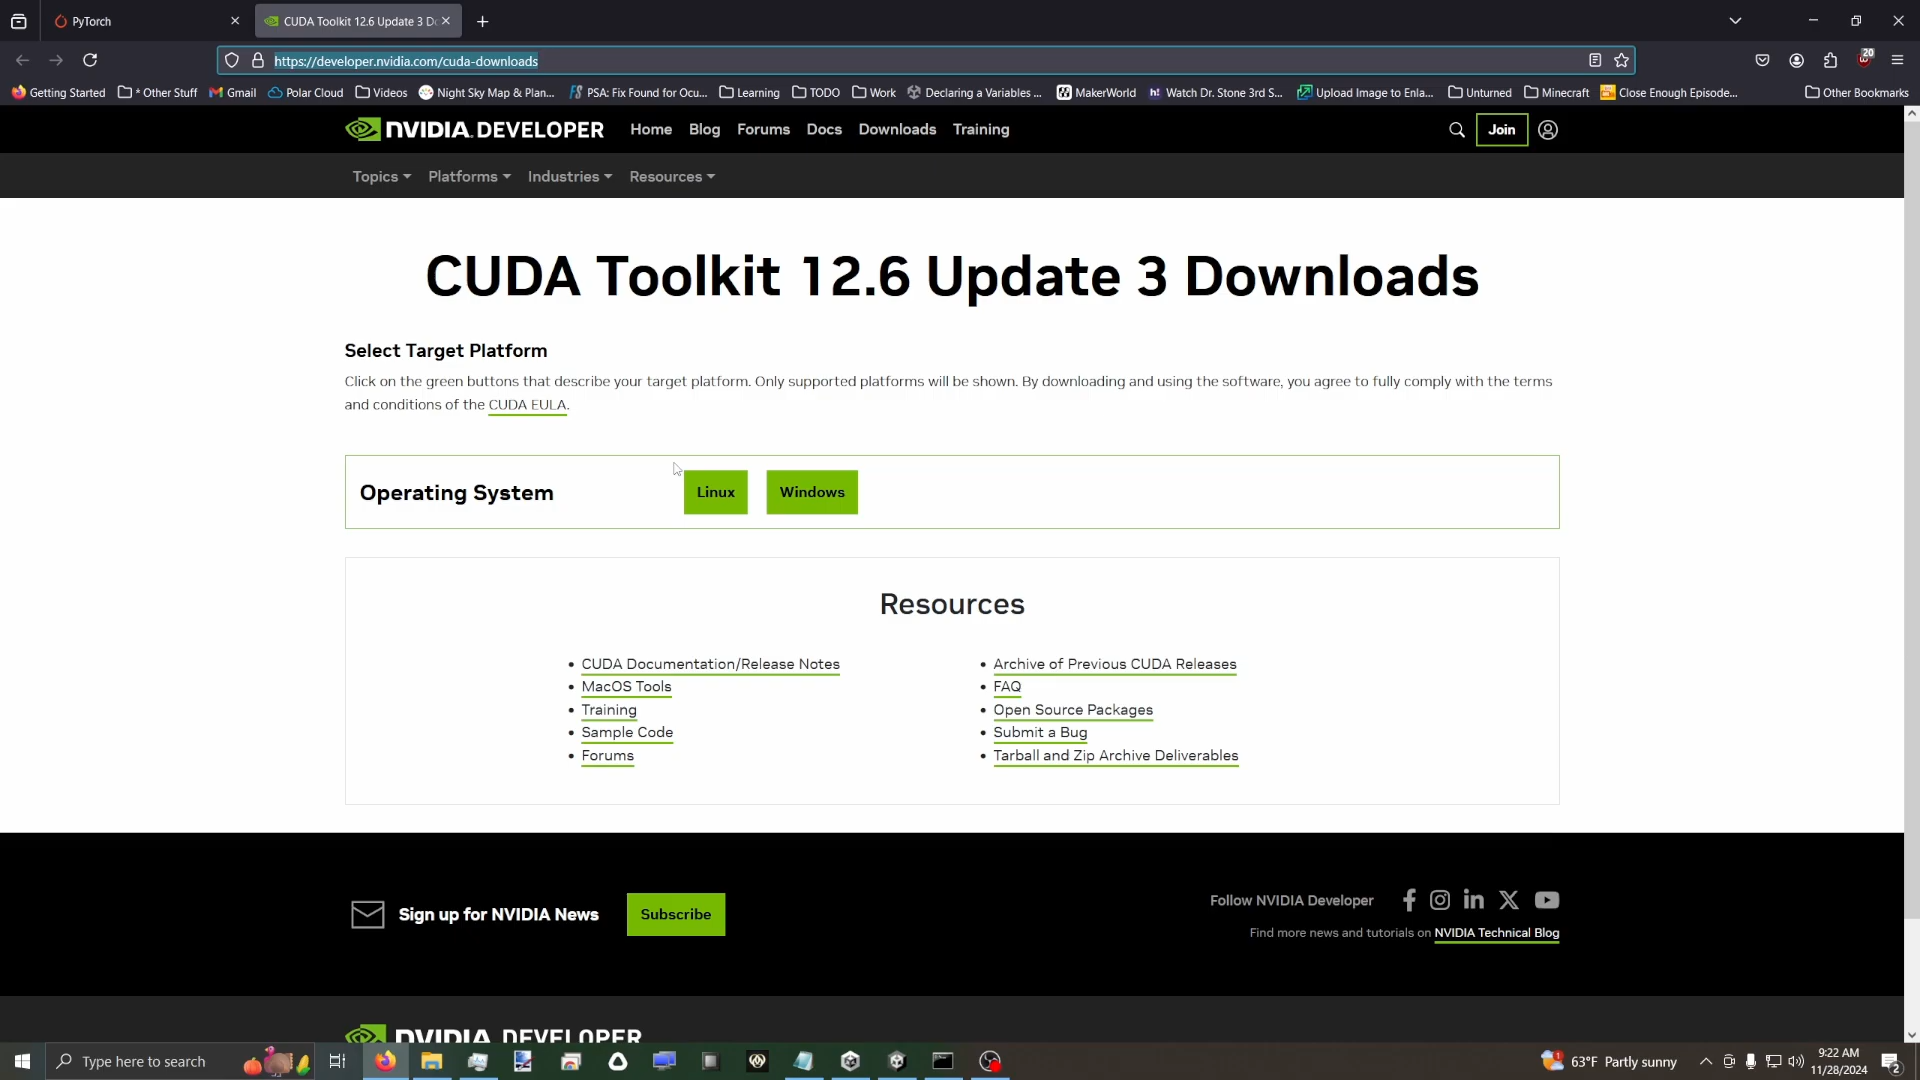 PyTorch
CUDA Toolkit 12.6 Update 3 Do
https://developer.nvidia.com/cuda-downloads
20
Getting Started
* Other Stuff
Gmail
Polar Cloud
Videos
Night Sky Map & Plan...
PSA: Fix Found for Ocu...
Learning
TODO
Work
Declaring a Variables ...
MakerWorld
Watch Dr. Stone 3rd S...
Upload Image to Enla...
Unturned
Minecraft
Close Enough Episode...
Other Bookmarks
NVIDIA. DEVELOPER
Home Blog Forums Docs Downloads Training
Join
Topics Platforms Industries Resources
CUDA Toolkit 12.6 Update 3 Downloads
Select Target Platform
Click on the green buttons that describe your target platform. Only supported platforms will be shown. By downloading and using the software, you agree to fully comply with the terms
and conditions of the CUDA EULA.
Operating System
Linux
Windows
Resources
• CUDA Documentation/Release Notes
• MacOS Tools
• Training
• Sample Code
• Forums
• Archive of Previous CUDA Releases
• FAQ
• Open Source Packages
• Submit a Bug
• Tarball and Zip Archive Deliverables
Sign up for NVIDIA News
Subscribe
Follow NVIDIA Developer
Find more news and tutorials on NVIDIA Technical Blog
NVIDIA. DEVELOPER
Type here to search
63°F Partly sunny
9:22 AM
11/28/2024
2